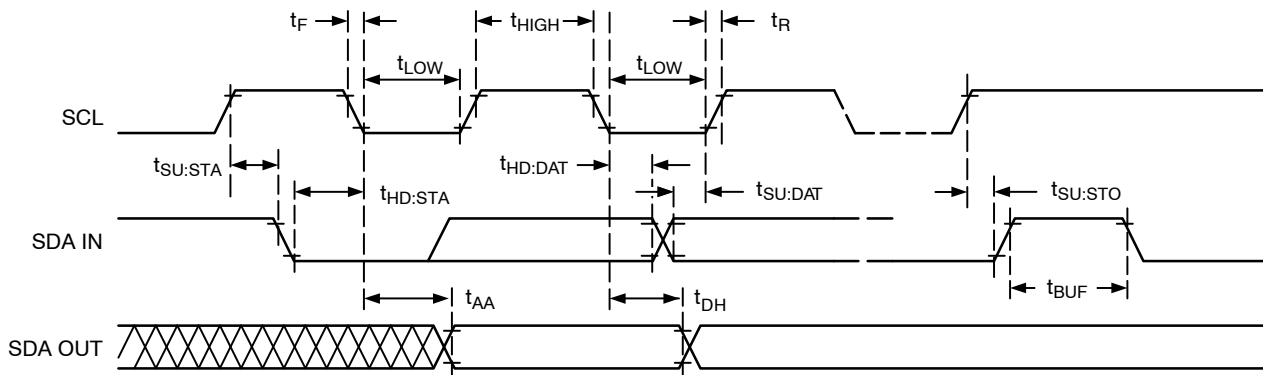 tF
tHIGH
tR
tLOW
tLOW
SCL
tSU:STA
tHD:STA
tHD:DAT
tSU:DAT
tSU:STO
SDA IN
tBUF
tAA
tDH
SDA OUT